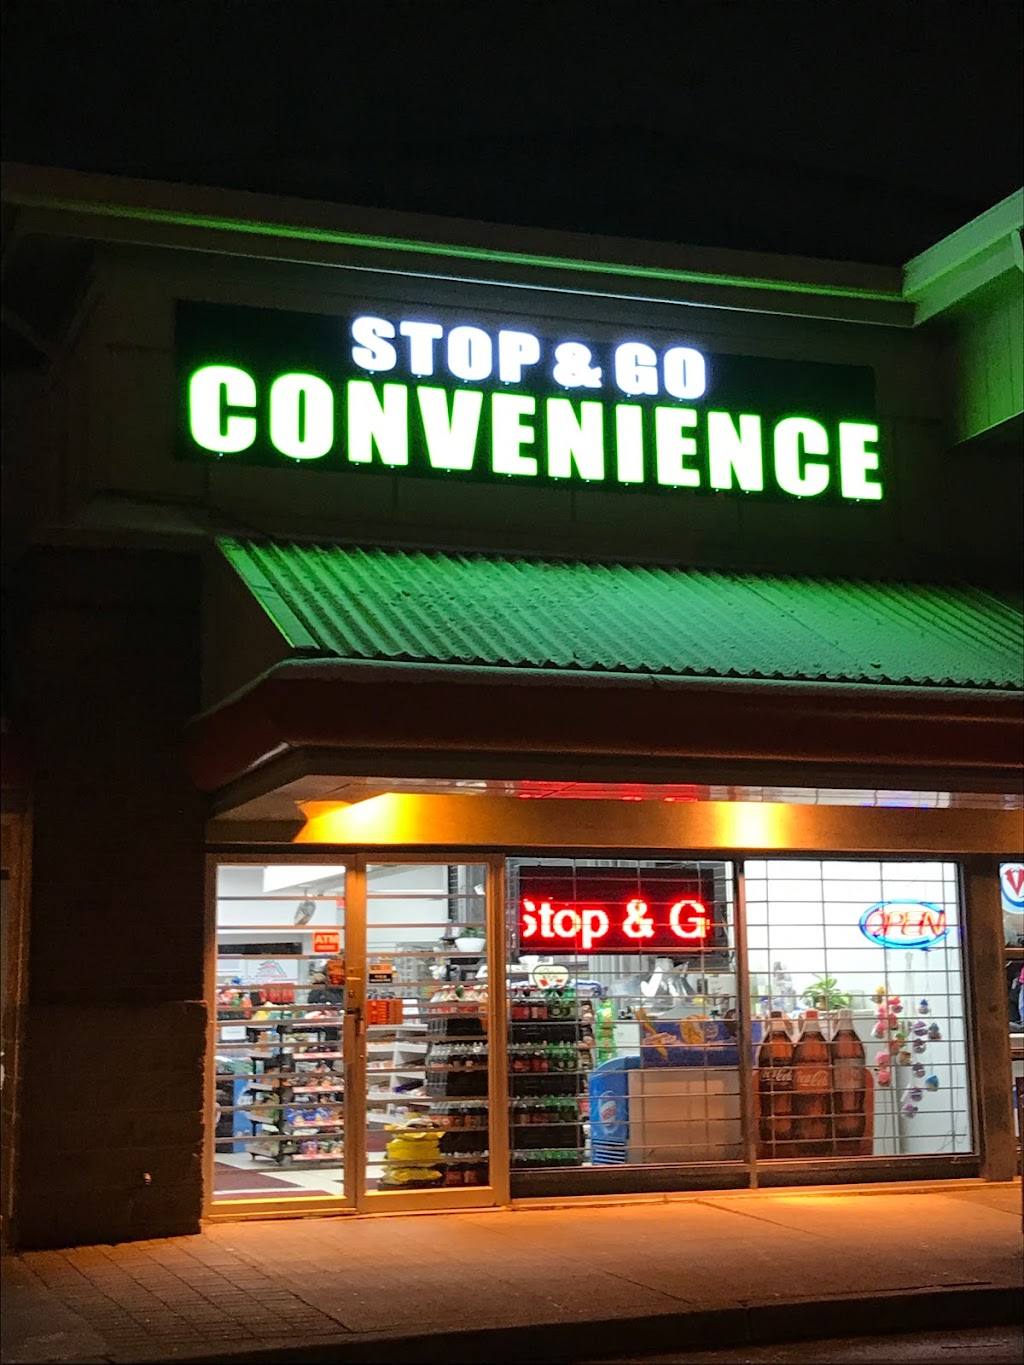 STOP & GO
CONVENIENCE
Stop & G
OPEN
ATM
Coca-Cola